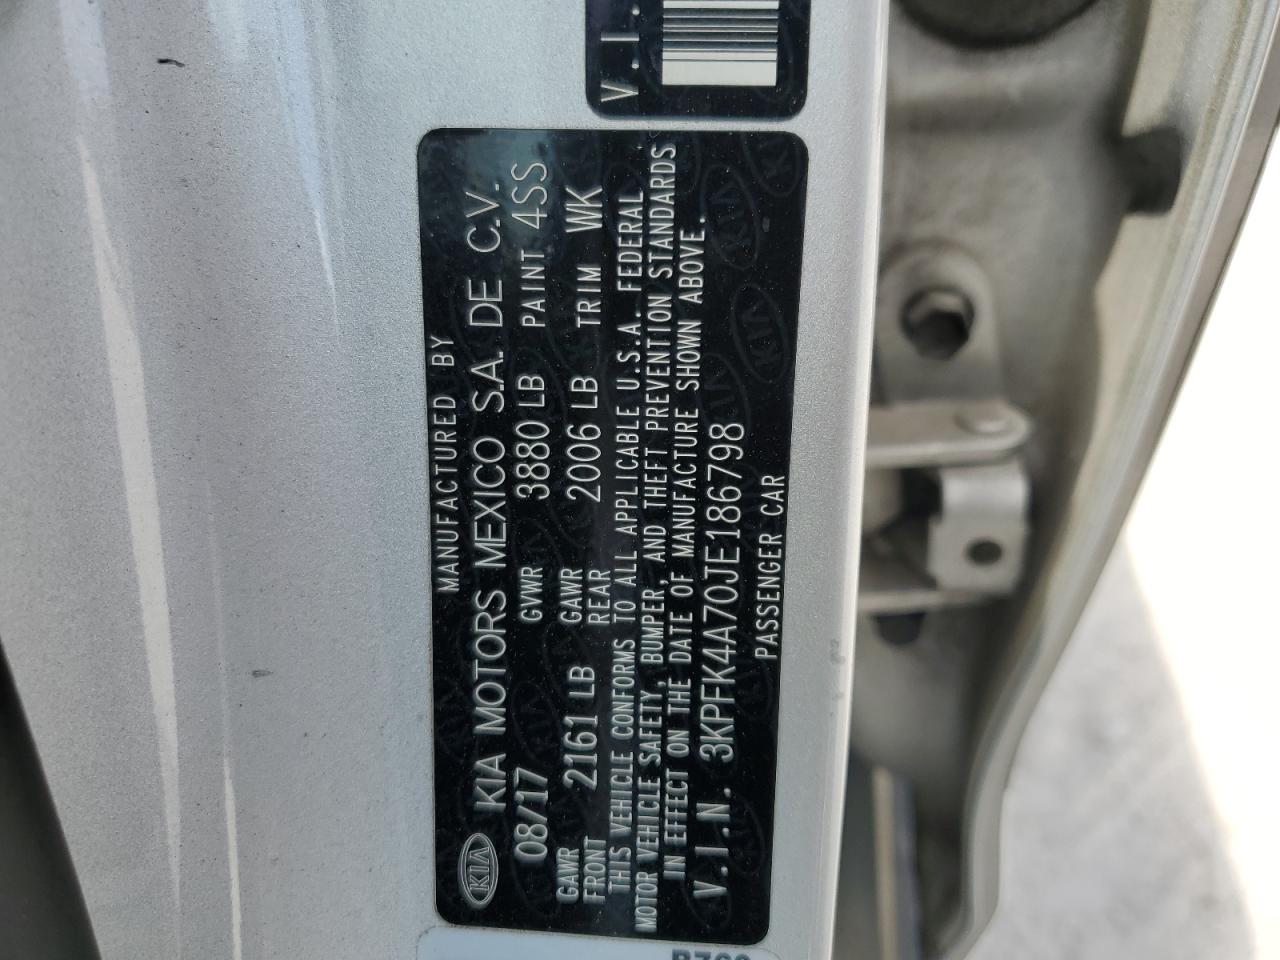 V.I.
MANUFACTURED BY
KIA KIA MOTORS MEXICO S.A. DE C.V.
08/17 GVWR 3880 LB PAINT 4SS
GAWR FRONT 2161 LB GAWR REAR 2006 LB TRIM WK
THIS VEHICLE CONFORMS TO ALL APPLICABLE U.S.A. FEDERAL
MOTOR VEHICLE SAFETY, BUMPER, AND THEFT PREVENTION STANDARDS
IN EFFECT ON THE DATE OF MANUFACTURE SHOWN ABOVE.
V.I.N. 3KPFK4A70JE186798
PASSENGER CAR